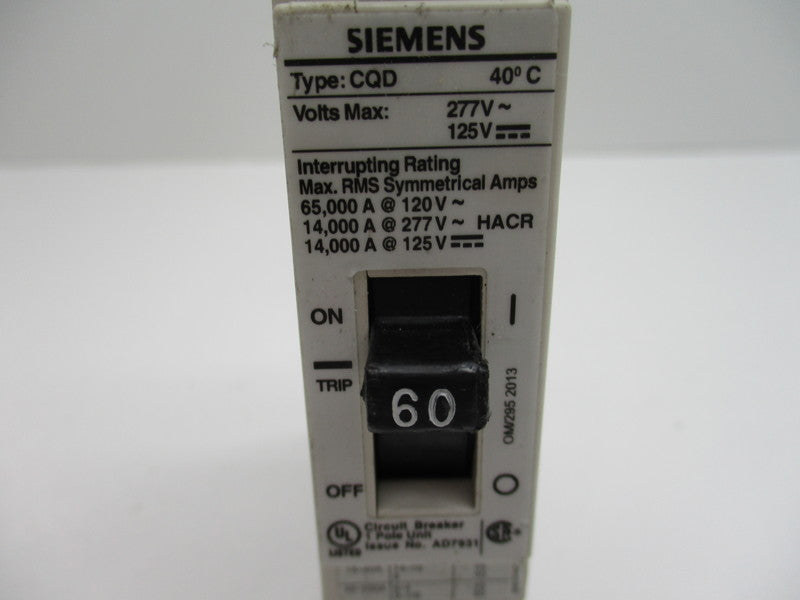 SIEMENS
Type: CQD 40° C
Volts Max: 277V ~
125V ⎓
Interrupting Rating
Max. RMS Symmetrical Amps
65,000 A @ 120 V ~
14,000 A @ 277 V ~ HACR
14,000 A @ 125 V ⎓
ON |
TRIP
60
OM/295 2013
OFF O
UL LISTED
Circuit Breaker
1 Pole Unit
Issue No. AD7931